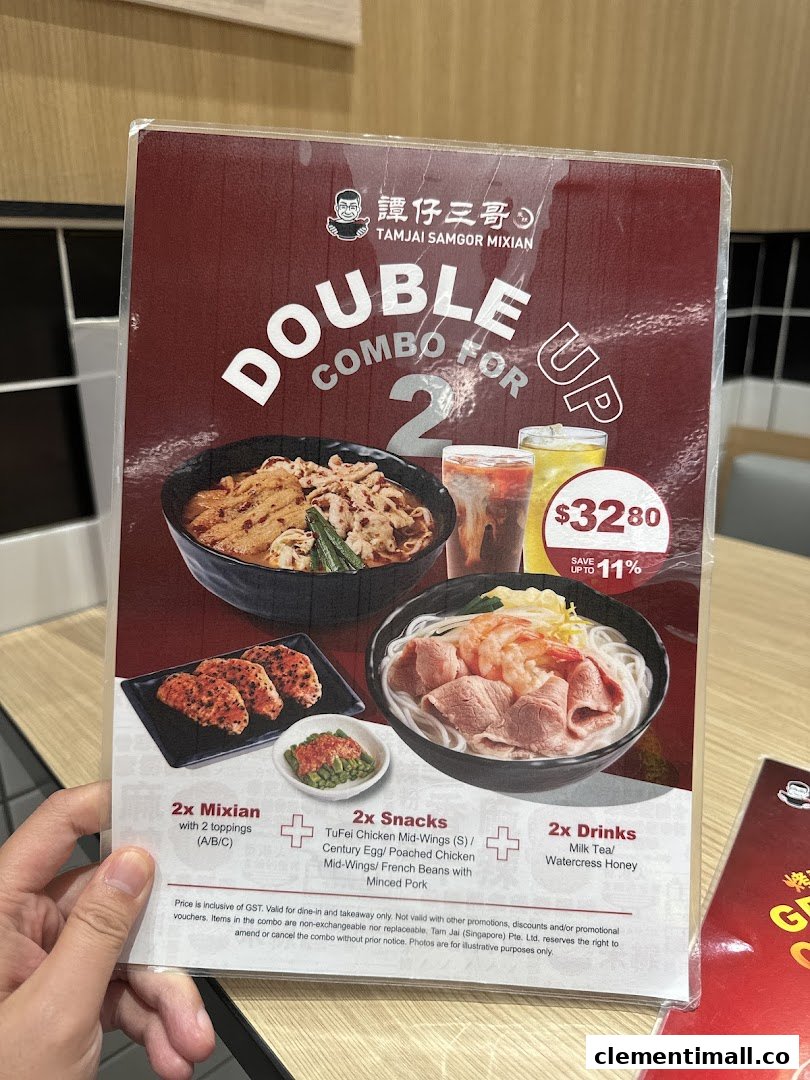 譚仔三哥
TAMJAI SAMGOR MIXIAN
DOUBLE UP
COMBO FOR
2
$32.80
SAVE
UP TO 11%
2x Mixian
with 2 toppings
(A/B/C)
+
2x Snacks
TuFei Chicken Mid-Wings (S) /
Century Egg/ Poached Chicken
Mid-Wings/ French Beans with
Minced Pork
+
2x Drinks
Milk Tea/
Watercress Honey
Price is inclusive of GST. Valid for dine-in and takeaway only. Not valid with other promotions, discounts and/or promotional
vouchers. Items in the combo are non-exchangeable nor replaceable. Tam Jai (Singapore) Pte. Ltd. reserves the right to
amend or cancel the combo without prior notice. Photos are for illustrative purposes only.
clementimall.co